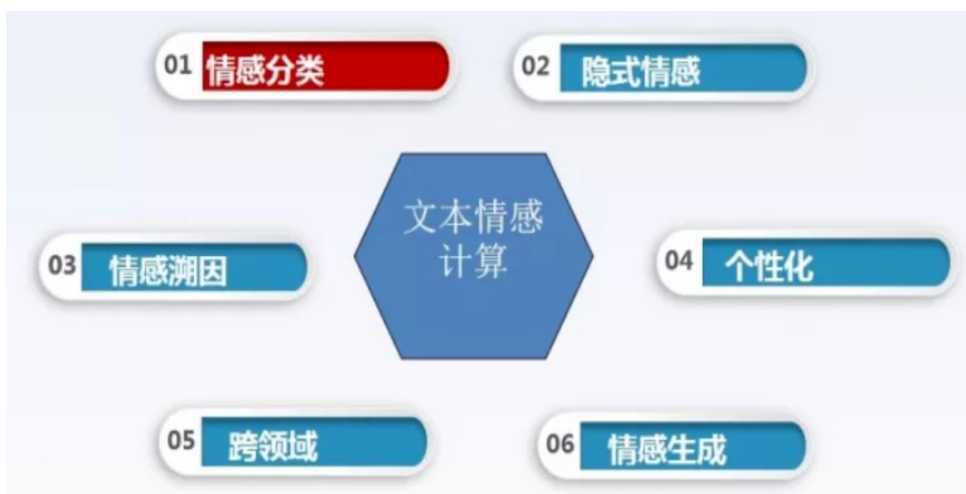 01 情感分类
02 隐式情感
文本情感
计算
03 情感溯因
04 个性化
05 跨领域
06 情感生成